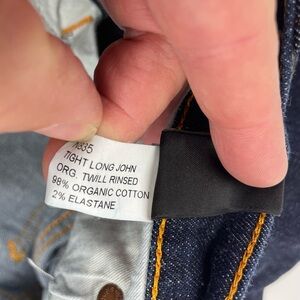 TIGHT LONG JOHN
ORG. TWILL RINSED
98% ORGANIC COTTON
2% ELASTANE